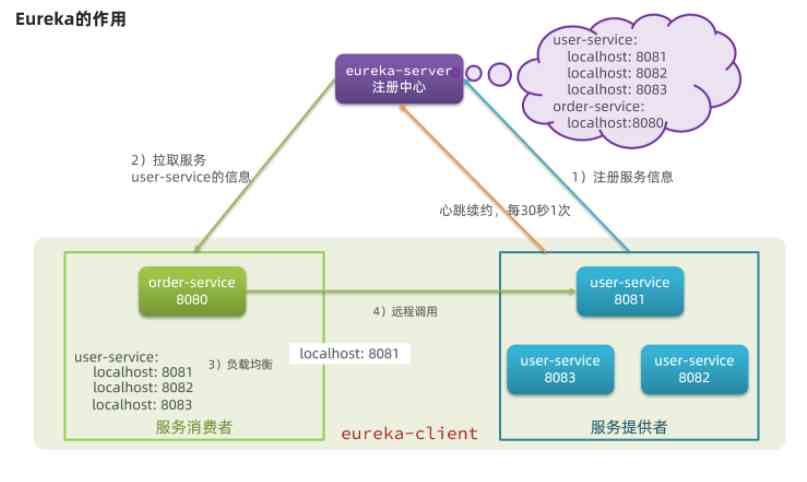 Eureka的作用
eureka-server
注册中心
user-service:
localhost: 8081
localhost: 8082
localhost: 8083
order-service:
localhost:8080
2）拉取服务
user-service的信息
1）注册服务信息
心跳续约，每30秒1次
order-service
8080
user-service
8081
4）远程调用
user-service:
localhost: 8081
localhost: 8082
localhost: 8083
3）负载均衡
localhost: 8081
user-service
8083
user-service
8082
服务消费者
eureka-client
服务提供者